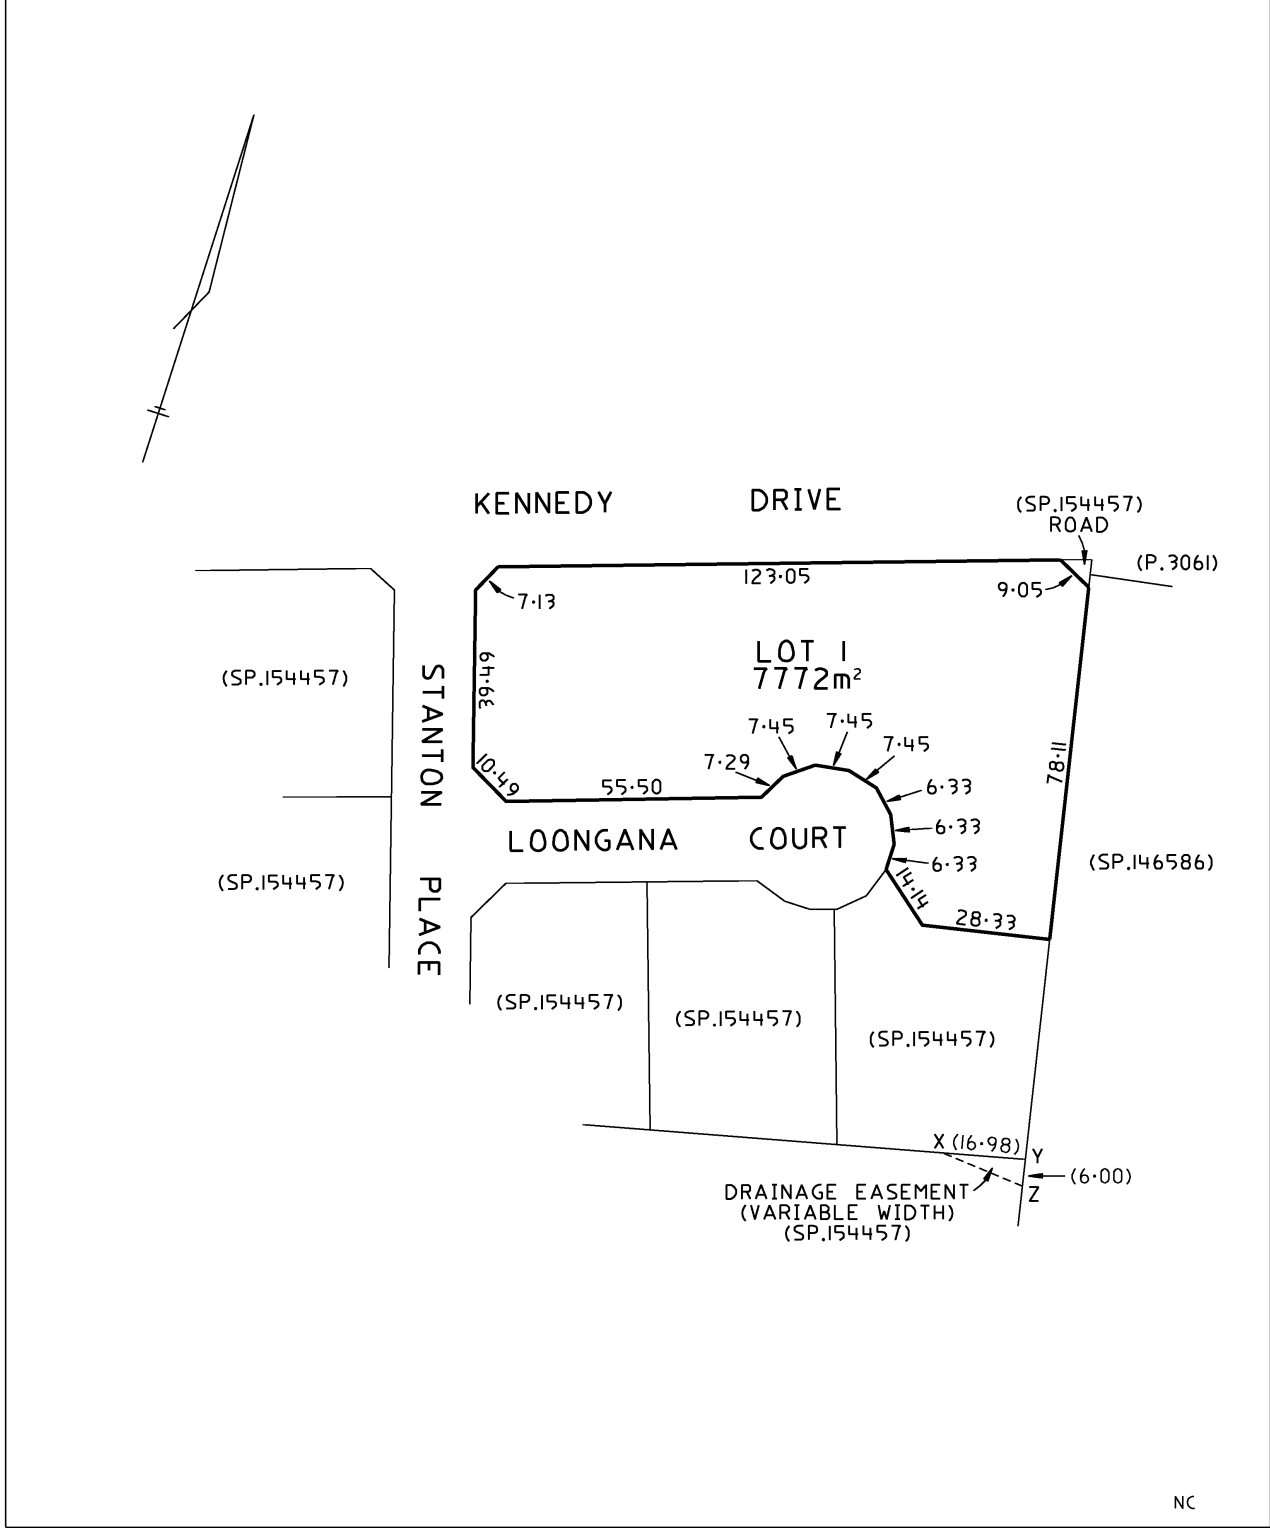 KENNEDY DRIVE
(SP.154457)
ROAD
(P.3061)
123·05
9·05
7·13
LOT 1
7772m²
(SP.154457)
STANTON PLACE
39·49
7·45
7·45
7·45
7·29
78·11
10·49
55·50
6·33
6·33
6·33
LOONGANA COURT
(SP.146586)
(SP.154457)
14·14
28·33
(SP.154457)
(SP.154457)
(SP.154457)
X (16·98) Y
(6·00)
Z
DRAINAGE EASEMENT
(VARIABLE WIDTH)
(SP.154457)
NC